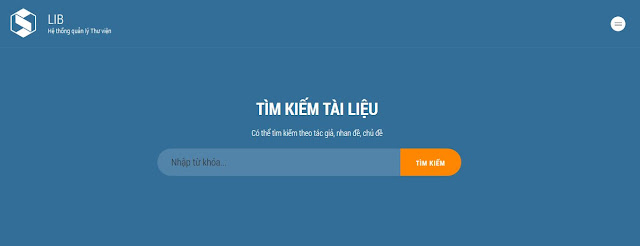 LIB
Hệ thống quản lý Thư viện
TÌM KIẾM TÀI LIỆU
Có thể tìm kiếm theo tác giả, nhan đề, chủ đề
Nhập từ khóa...
TÌM KIẾM